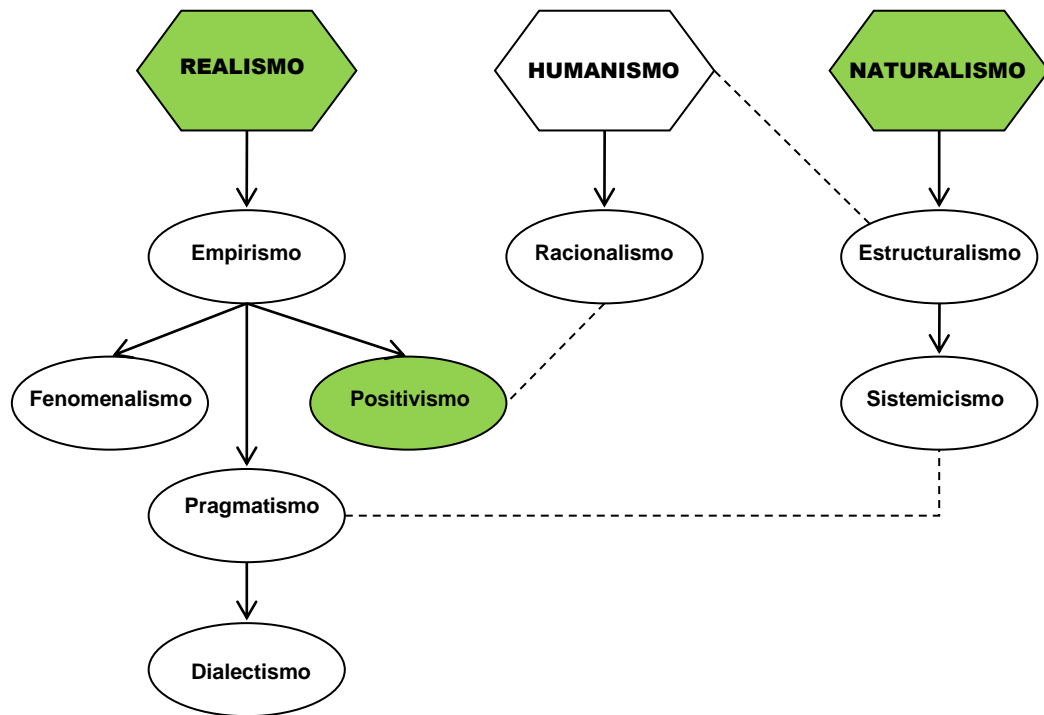 REALISMO
HUMANISMO
NATURALISMO
Empirismo
Racionalismo
Estructuralismo
Fenomenalismo
Positivismo
Sistemicismo
Pragmatismo
Dialectismo